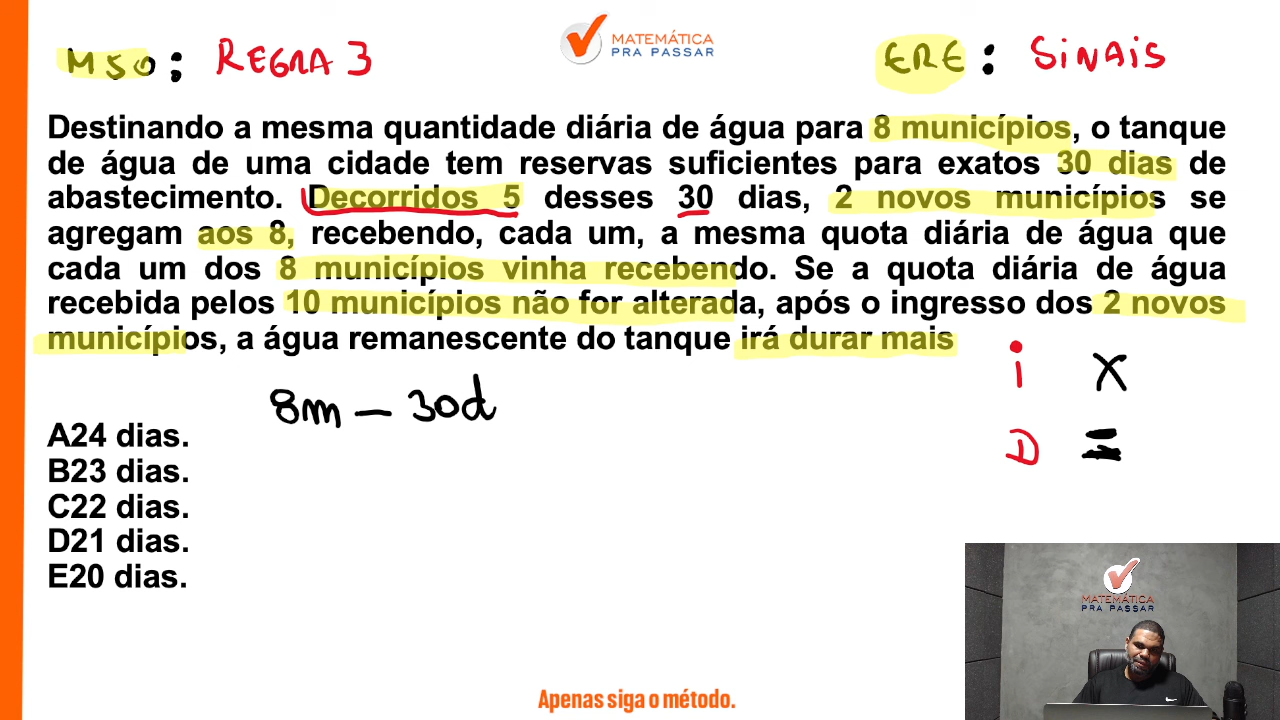 MATEMÁTICA
PRA PASSAR
MSO: REGRA 3
ERE: SiNAIS
Destinando a mesma quantidade diária de água para 8 municípios, o tanque
de água de uma cidade tem reservas suficientes para exatos 30 dias de
abastecimento. Decorridos 5 desses 30 dias, 2 novos municípios se
agregam aos 8, recebendo, cada um, a mesma quota diária de água que
cada um dos 8 municípios vinha recebendo. Se a quota diária de água
recebida pelos 10 municípios não for alterada, após o ingresso dos 2 novos
municípios, a água remanescente do tanque irá durar mais
i X
8m — 30d
D =
A24 dias.
B23 dias.
C22 dias.
D21 dias.
E20 dias.
MATEMÁTICA
PRA PASSAR
Apenas siga o método.